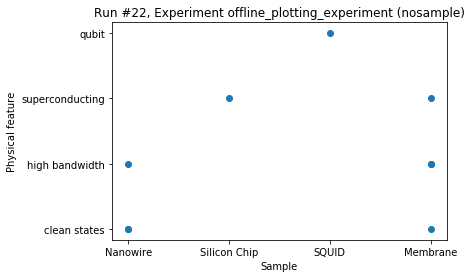 Run #22, Experiment offline_plotting_experiment (nosample)
qubit
superconducting
high bandwidth
clean states
Physical feature
Nanowire
Silicon Chip
SQUID
Membrane
Sample